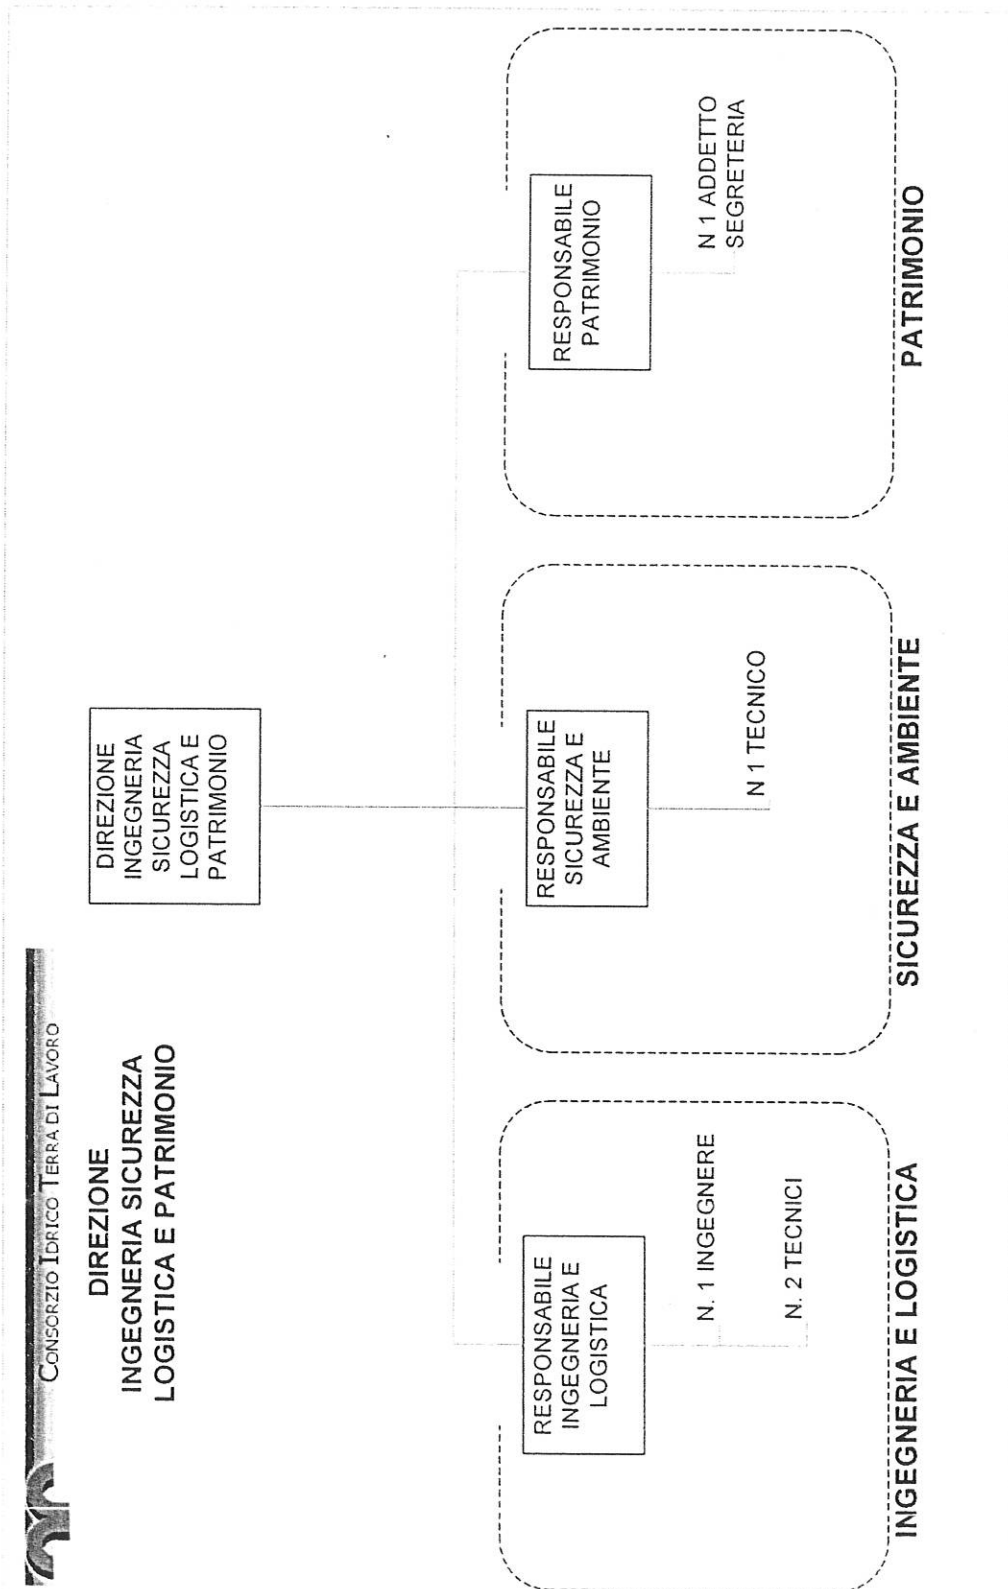 CONSORZIO IDRICO TERRA DI LAVORO
DIREZIONE
INGEGNERIA SICUREZZA
LOGISTICA E PATRIMONIO
DIREZIONE
INGEGNERIA
SICUREZZA
LOGISTICA E
PATRIMONIO
RESPONSABILE
INGEGNERIA E
LOGISTICA
N. 1 INGEGNERE
N. 2 TECNICI
INGEGNERIA E LOGISTICA
RESPONSABILE
SICUREZZA E
AMBIENTE
N 1 TECNICO
SICUREZZA E AMBIENTE
RESPONSABILE
PATRIMONIO
N 1 ADDETTO
SEGRETERIA
PATRIMONIO